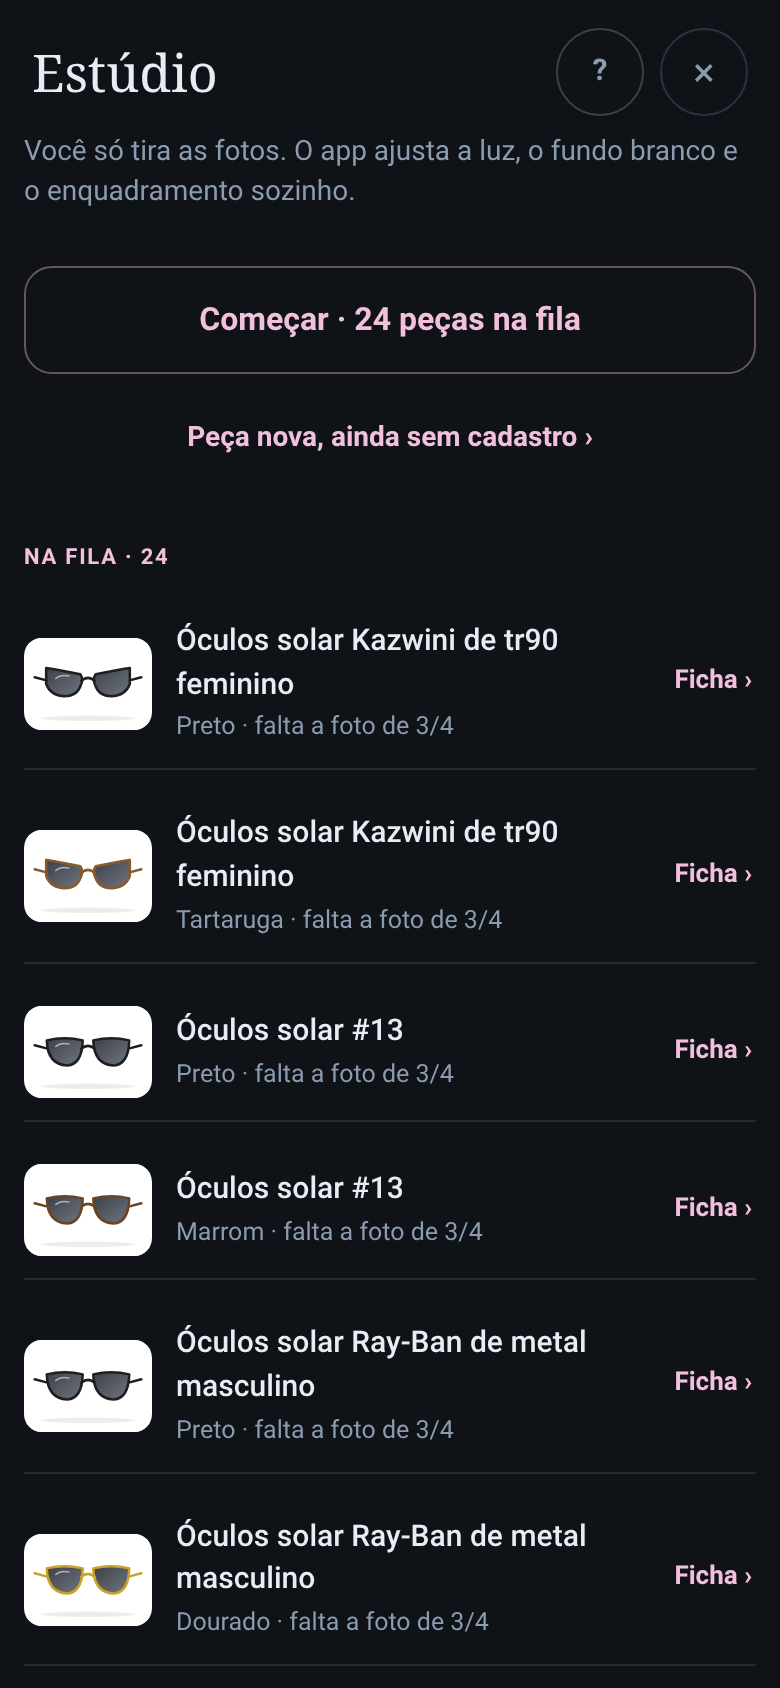 Estúdio
?
×
Você só tira as fotos. O app ajusta a luz, o fundo branco e
o enquadramento sozinho.
Começar · 24 peças na fila
Peça nova, ainda sem cadastro ›
NA FILA · 24
Óculos solar Kazwini de tr90
feminino
Preto · falta a foto de 3/4
Ficha ›
Óculos solar Kazwini de tr90
feminino
Tartaruga · falta a foto de 3/4
Ficha ›
Óculos solar #13
Preto · falta a foto de 3/4
Ficha ›
Óculos solar #13
Marrom · falta a foto de 3/4
Ficha ›
Óculos solar Ray-Ban de metal
masculino
Preto · falta a foto de 3/4
Ficha ›
Óculos solar Ray-Ban de metal
masculino
Dourado · falta a foto de 3/4
Ficha ›